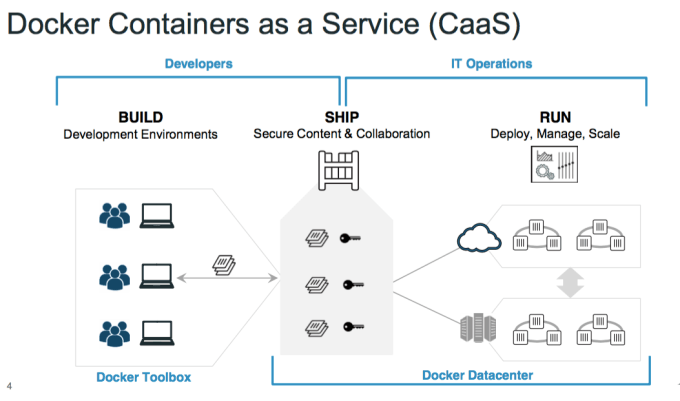 Docker Containers as a Service (CaaS)
Developers
IT Operations
BUILD
Development Environments
SHIP
Secure Content & Collaboration
RUN
Deploy, Manage, Scale
Docker Toolbox
Docker Datacenter
4